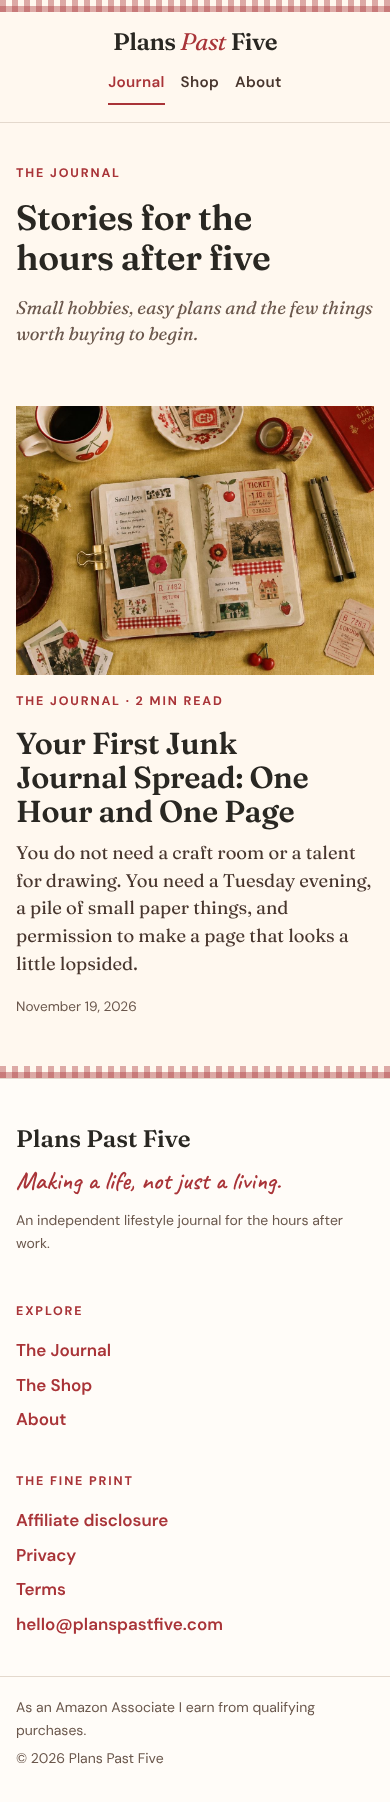 Plans Past Five
Journal Shop About
THE JOURNAL
Stories for the
hours after five
Small hobbies, easy plans and the few things
worth buying to begin.
Small Joys
TICKET
R 1482
THE JOURNAL · 2 MIN READ
Your First Junk
Journal Spread: One
Hour and One Page
You do not need a craft room or a talent
for drawing. You need a Tuesday evening,
a pile of small paper things, and
permission to make a page that looks a
little lopsided.
November 19, 2026
Plans Past Five
Making a life, not just a living.
An independent lifestyle journal for the hours after
work.
EXPLORE
The Journal
The Shop
About
THE FINE PRINT
Affiliate disclosure
Privacy
Terms
hello@planspastfive.com
As an Amazon Associate I earn from qualifying
purchases.
© 2026 Plans Past Five